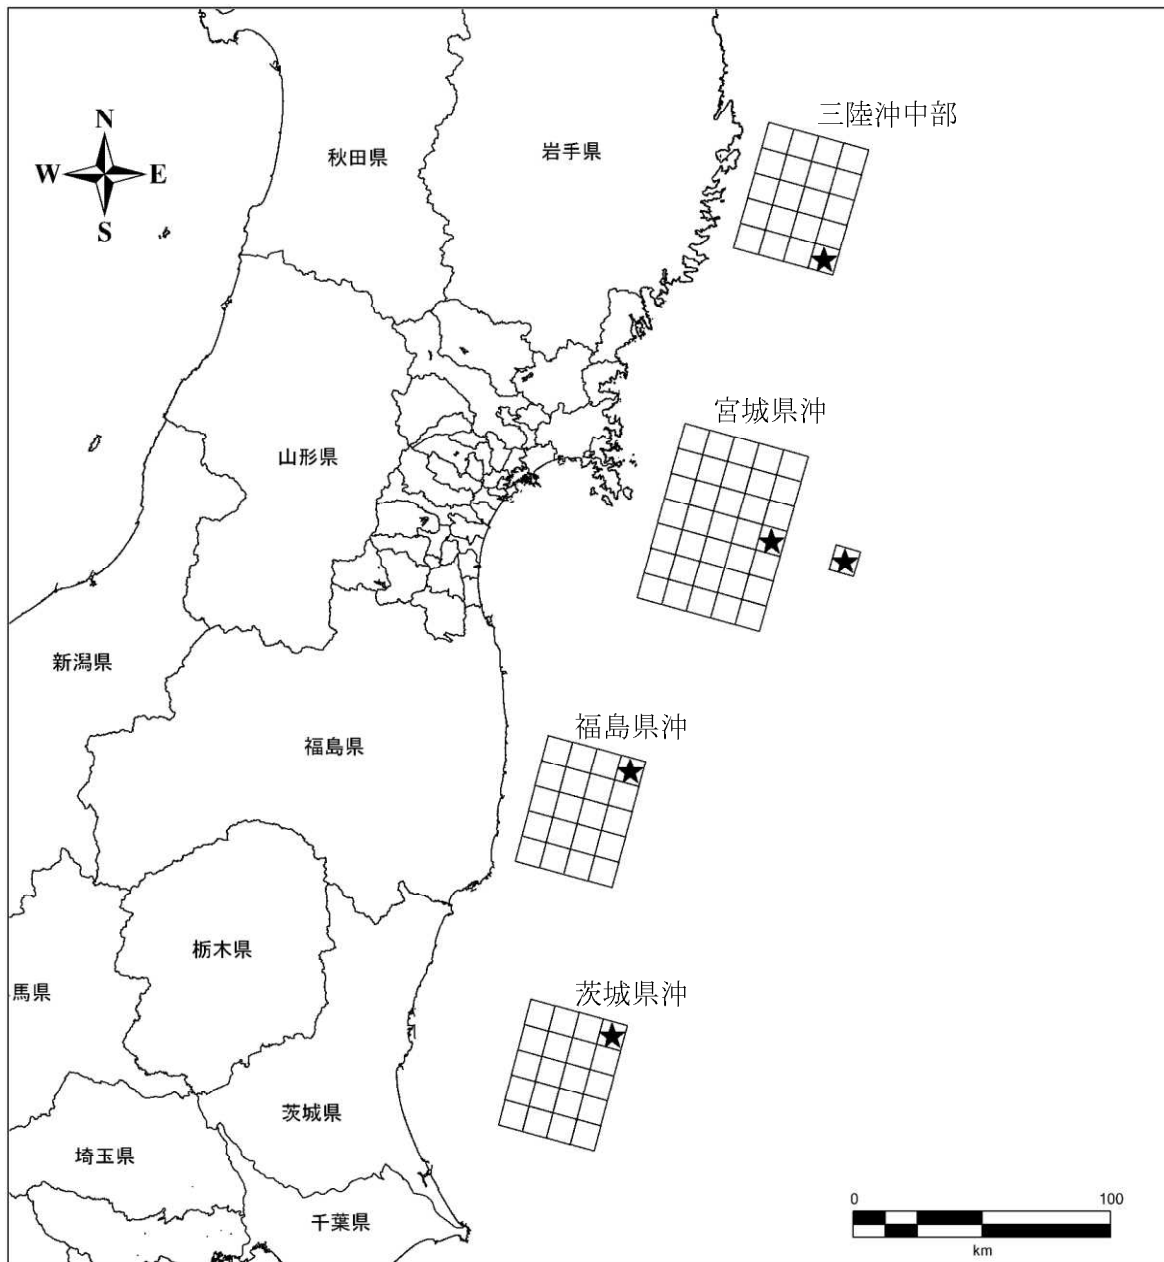 三陸沖中部
N
W E
S
秋田県
岩手県
宮城県沖
山形県
新潟県
福島県沖
福島県
栃木県
馬県
茨城県沖
茨城県
埼玉県
千葉県
0 100
km